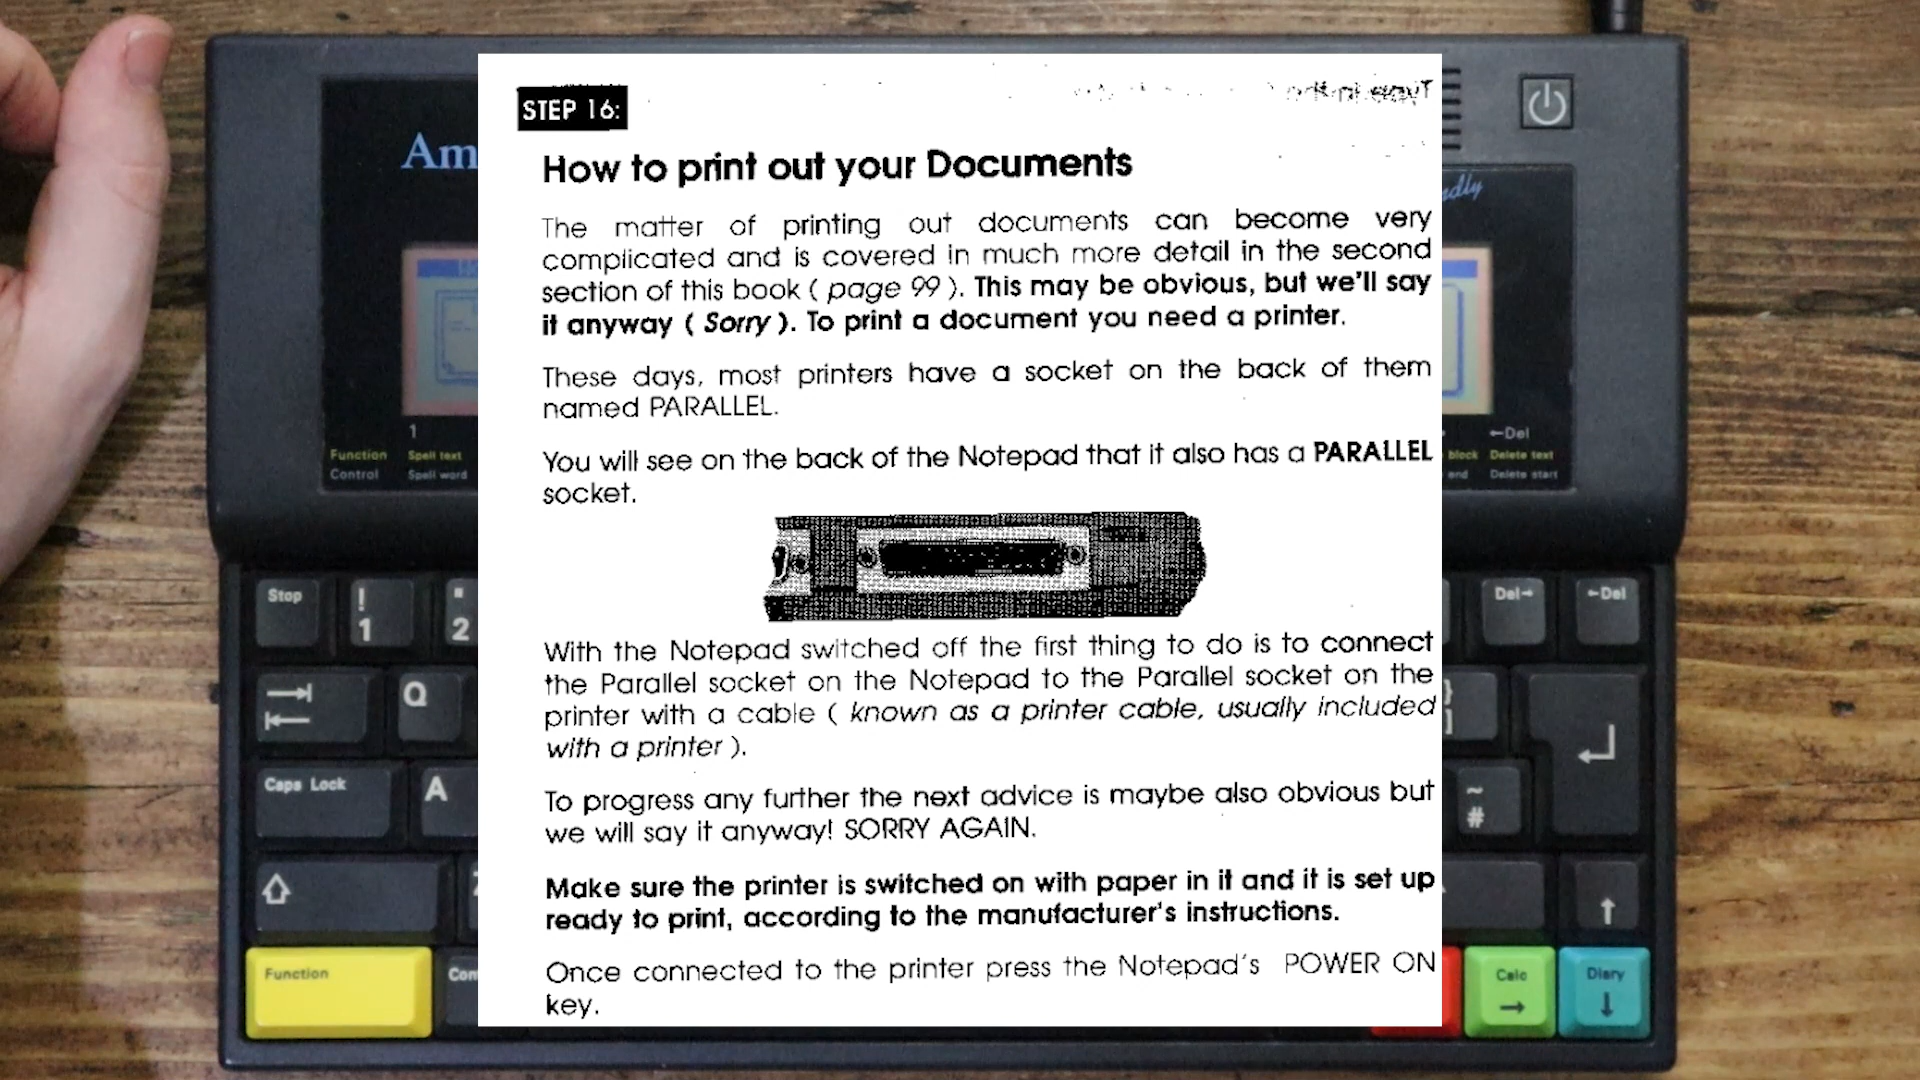 STEP 16:
How to print out your Documents
The matter of printing out documents can become very
complicated and is covered in much more detail in the second
section of this book ( page 99 ). This may be obvious, but we'll say
it anyway ( Sorry ). To print a document you need a printer.
These days, most printers have a socket on the back of them
named PARALLEL.
You will see on the back of the Notepad that it also has a PARALLEL
socket.
With the Notepad switched off the first thing to do is to connect
the Parallel socket on the Notepad to the Parallel socket on the
printer with a cable ( known as a printer cable, usually included
with a printer ).
To progress any further the next advice is maybe also obvious but
we will say it anyway! SORRY AGAIN.
Make sure the printer is switched on with paper in it and it is set up
ready to print, according to the manufacturer's instructions.
Once connected to the printer press the Notepad's POWER ON
key.
Am
dly
1
Function Spell text
Control Spell word
←Del
block Delete text
end Delete start
Stop ! 1 " 2
Del→ ←Del
Q
} ]
Caps Lock A
~ #
Function
Com
Calc →
Diary ↓
↑